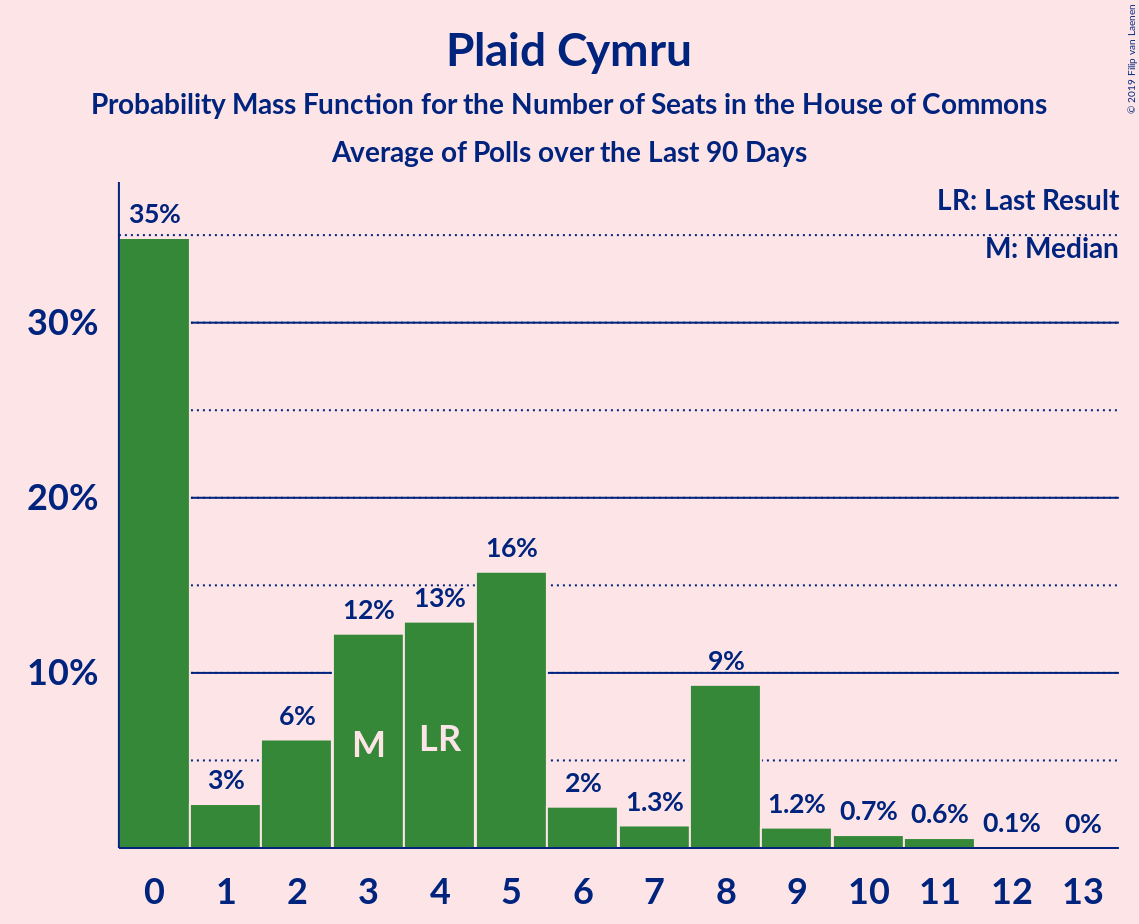 Plaid Cymru
Probability Mass Function for the Number of Seats in the House of Commons
Average of Polls over the Last 90 Days
© 2019 Filip van Laenen
LR: Last Result
M: Median
35%
3%
6%
12%
13%
16%
2%
1.3%
9%
1.2%
0.7%
0.6%
0.1%
0%
M
LR
30%
20%
10%
0 1 2 3 4 5 6 7 8 9 10 11 12 13